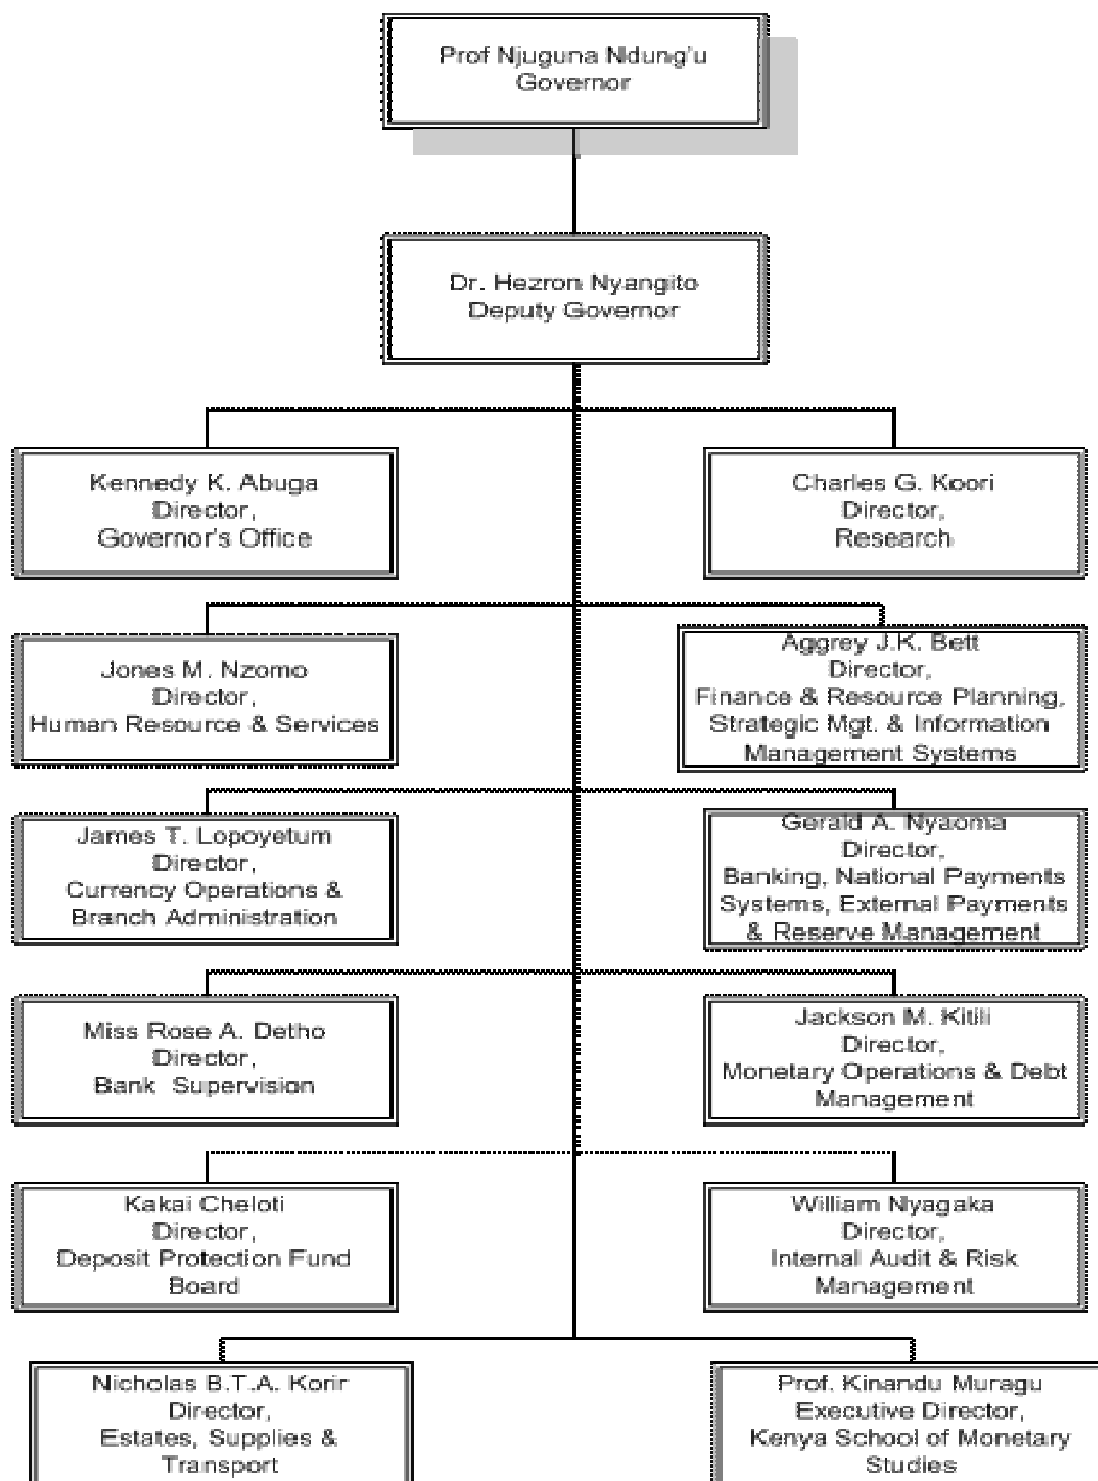 Prof Njuguna Ndung'u
Governor
Dr. Hezron Nyangito
Deputy Governor
Kennedy K. Abuga
Director,
Governor's Office
Charles G. Koori
Director,
Research
Jones M. Nzomo
Director,
Human Resource & Services
Aggrey J.K. Bett
Director,
Finance & Resource Planning,
Strategic Mgt. & Information
Management Systems
James T. Lopoyetum
Director,
Currency Operations &
Branch Administration
Gerald A. Nyaoma
Director,
Banking, National Payments
Systems, External Payments
& Reserve Management
Miss Rose A. Detho
Director,
Bank Supervision
Jackson M. Kitili
Director,
Monetary Operations & Debt
Management
Kakai Cheloti
Director,
Deposit Protection Fund
Board
William Nyagaka
Director,
Internal Audit & Risk
Management
Nicholas B.T.A. Korir
Director,
Estates, Supplies &
Transport
Prof. Kinandu Muragu
Executive Director,
Kenya School of Monetary
Studies